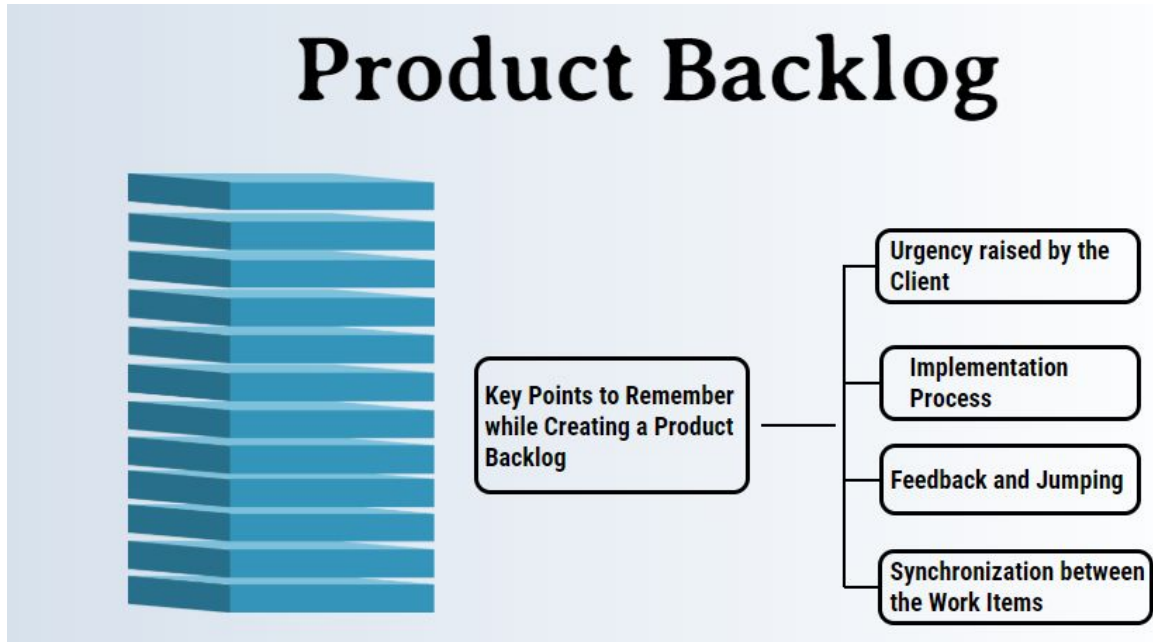 Product Backlog
Key Points to Remember
while Creating a Product
Backlog
Urgency raised by the
Client
Implementation
Process
Feedback and Jumping
Synchronization between
the Work Items